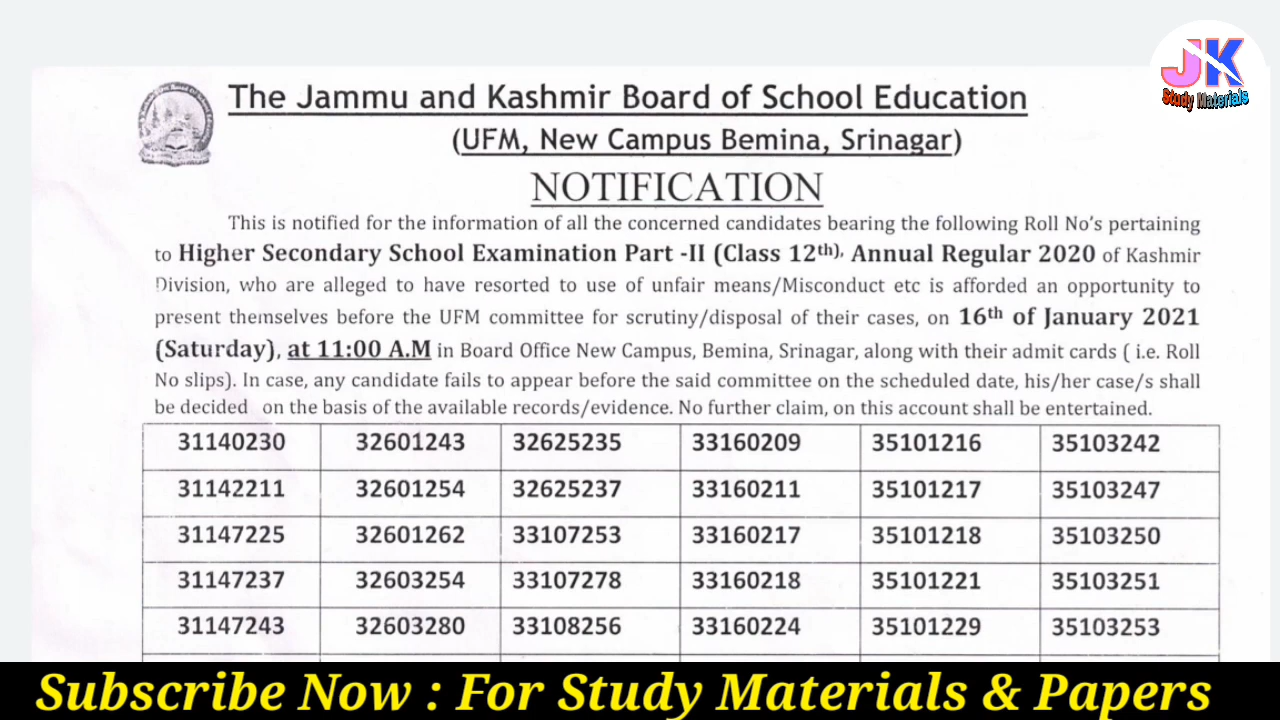 JK
Study Materials
The Jammu and Kashmir Board of School Education
(UFM, New Campus Bemina, Srinagar)
NOTIFICATION
This is notified for the information of all the concerned candidates bearing the following Roll No's pertaining
to Higher Secondary School Examination Part -II (Class 12th), Annual Regular 2020 of Kashmir
Division, who are alleged to have resorted to use of unfair means/Misconduct etc is afforded an opportunity to
present themselves before the UFM committee for scrutiny/disposal of their cases, on 16th of January 2021
(Saturday), at 11:00 A.M in Board Office New Campus, Bemina, Srinagar, along with their admit cards ( i.e. Roll
No slips). In case, any candidate fails to appear before the said committee on the scheduled date, his/her case/s shall
be decided on the basis of the available records/evidence. No further claim, on this account shall be entertained.
31140230 32601243 32625235 33160209 35101216 35103242
31142211 32601254 32625237 33160211 35101217 35103247
31147225 32601262 33107253 33160217 35101218 35103250
31147237 32603254 33107278 33160218 35101221 35103251
31147243 32603280 33108256 33160224 35101229 35103253
Subscribe Now : For Study Materials & Papers